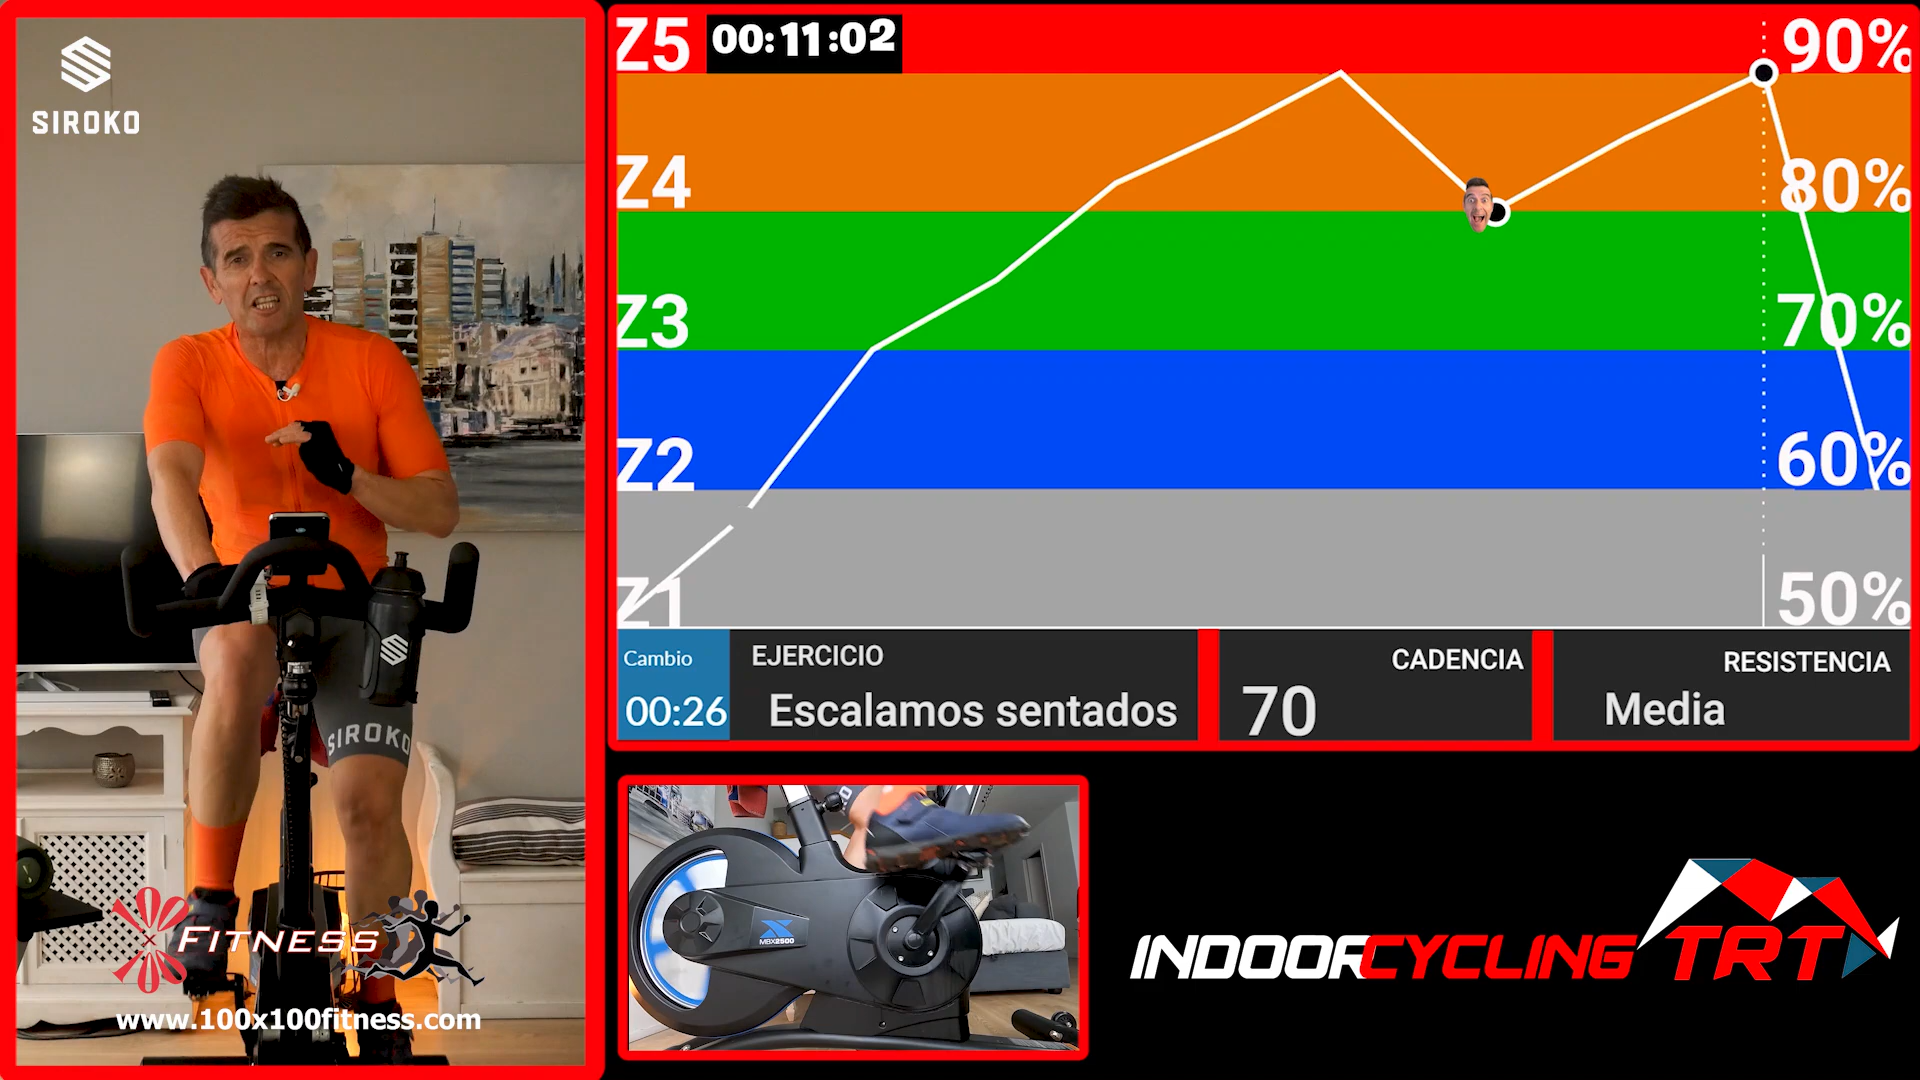 SIROKO
SIROKO
FITNESS
www.100x100fitness.com
Z5
00:11:02
90%
Z4
80%
Z3
70%
Z2
60%
Z1
50%
Cambio
00:26
EJERCICIO
Escalamos sentados
CADENCIA
70
RESISTENCIA
Media
MBX2500
INDOORCYCLING TRT